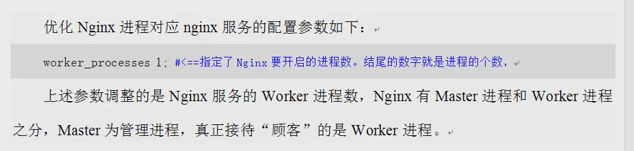 优化 Nginx 进程对应 nginx 服务的配置参数如下：
worker_processes 1; #<==指定了 Nginx 要开启的进程数。结尾的数字就是进程的个数，
上述参数调整的是 Nginx 服务的 Worker 进程数，Nginx 有 Master 进程和 Worker 进程
之分，Master 为管理进程，真正接待“顾客”的是 Worker 进程。